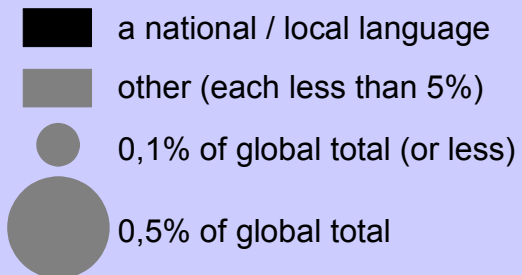 a national / local language
other (each less than 5%)
0,1% of global total (or less)
0,5% of global total